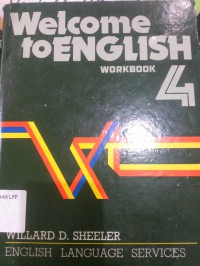 Welcome
to ENGLISH
WORKBOOK
4
WILLARD D. SHEELER
ENGLISH LANGUAGE SERVICES